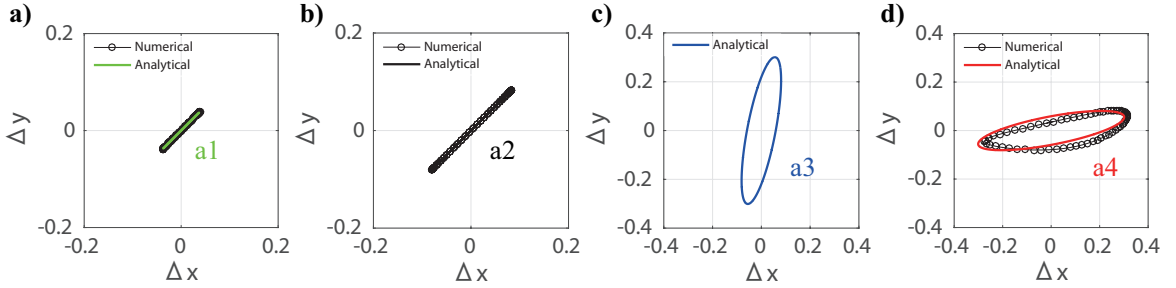 a)
0.2
Numerical
Analytical
Δ y
0
a1
-0.2
-0.2 0 0.2
Δ x
b)
0.2
Numerical
Analytical
Δ y
0
a2
-0.2
-0.2 0 0.2
Δ x
c)
0.4
Analytical
0.2
Δ y
0
a3
-0.2
-0.4
-0.4 -0.2 0 0.2 0.4
Δ x
d)
0.4
Numerical
Analytical
0.2
Δ y
0
a4
-0.2
-0.4
-0.4 -0.2 0 0.2 0.4
Δ x